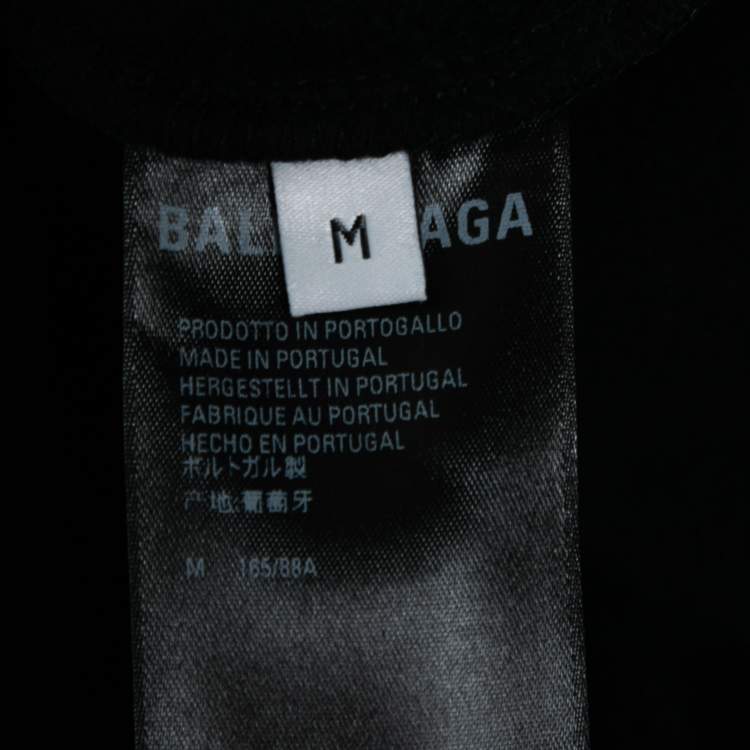 BAL AGA
M
PRODOTTO IN PORTOGALLO
MADE IN PORTUGAL
HERGESTELLT IN PORTUGAL
FABRIQUE AU PORTUGAL
HECHO EN PORTUGAL
ポルトガル製
产地:葡萄牙
M 165/88A